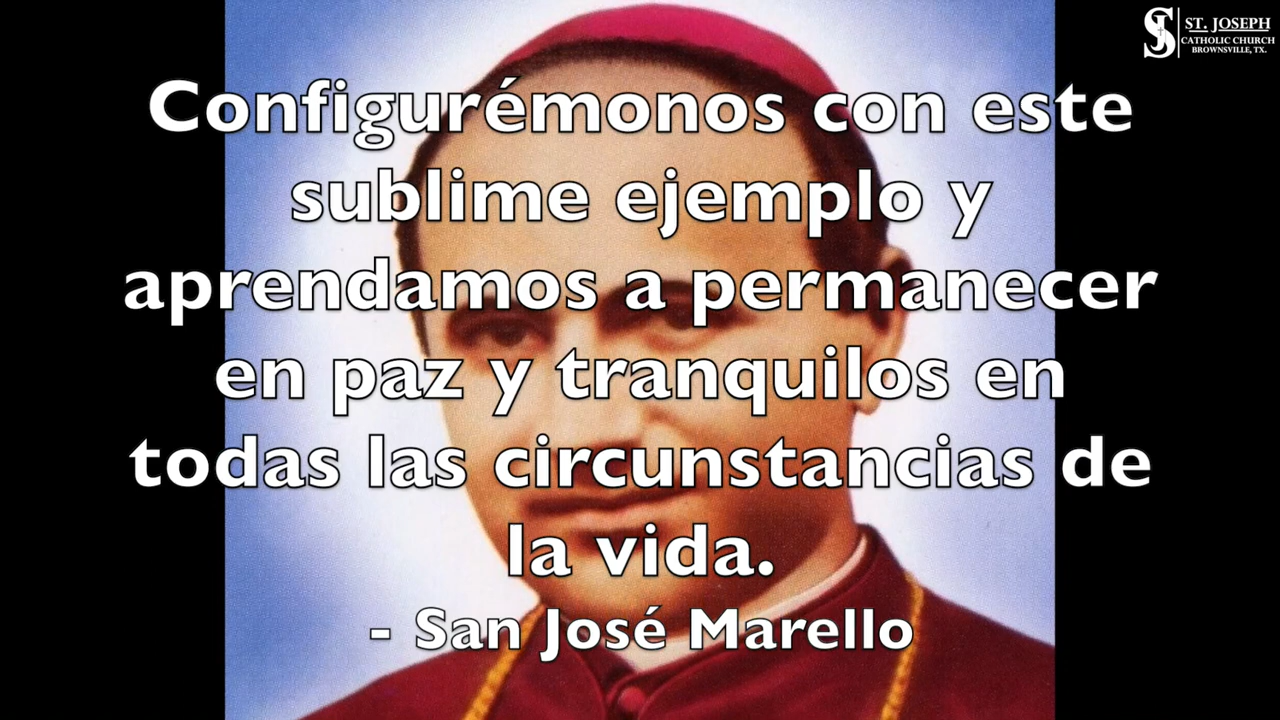 ST. JOSEPH
CATHOLIC CHURCH
BROWNSVILLE, TX.
Configurémonos con este
sublime ejemplo y
aprendamos a permanecer
en paz y tranquilos en
todas las circunstancias de
la vida.
- San José Marello